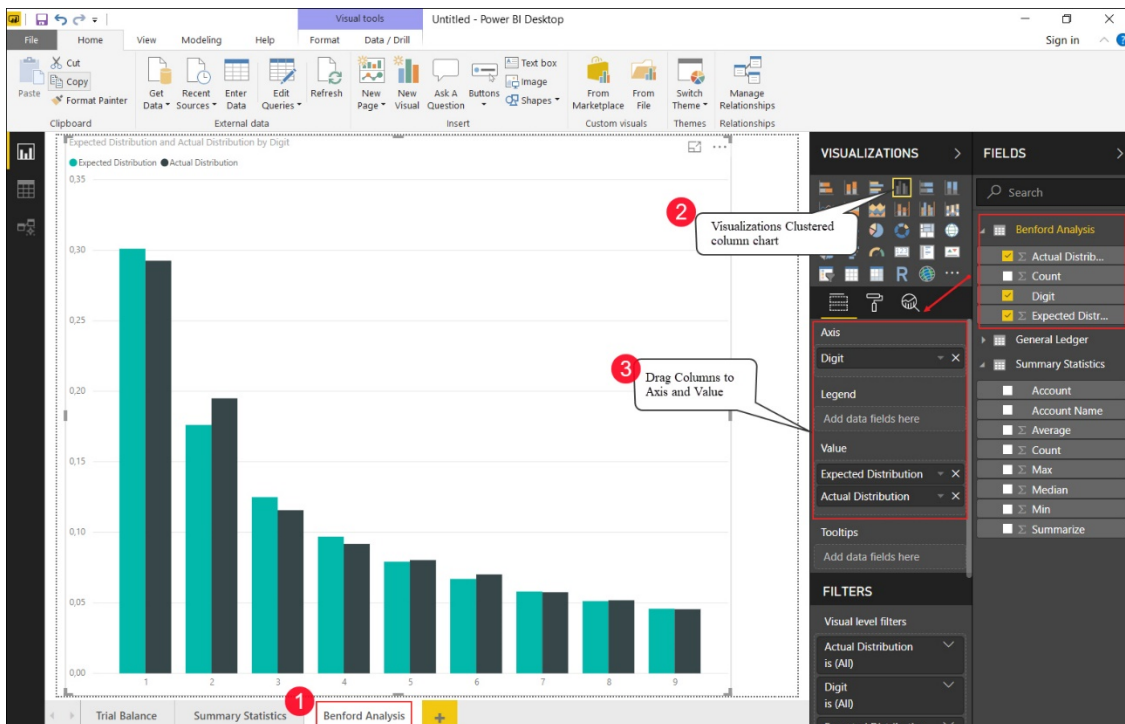 Visual tools
Untitled - Power BI Desktop
File
Home
View
Modeling
Help
Format
Data / Drill
Sign in
Paste
Cut
Copy
Format Painter
Clipboard
Get Data
Recent Sources
Enter Data
Edit Queries
External data
Refresh
New Page
New Visual
Ask A Question
Buttons
Text box
Image
Shapes
Insert
From Marketplace
From File
Custom visuals
Switch Theme
Themes
Manage Relationships
Relationships
Expected Distribution and Actual Distribution by Digit
Expected Distribution
Actual Distribution
0,35
0,30
0,25
0,20
0,15
0,10
0,05
0,00
1
2
3
4
5
6
7
8
9
1
Trial Balance
Summary Statistics
Benford Analysis
+
VISUALIZATIONS
2
Visualizations Clustered
column chart
R
3
Drag Columns to
Axis and Value
Axis
Digit
Legend
Add data fields here
Value
Expected Distribution
Actual Distribution
Tooltips
Add data fields here
FILTERS
Visual level filters
Actual Distribution
is (All)
Digit
is (All)
FIELDS
Search
Benford Analysis
Σ Actual Distrib...
Σ Count
Digit
Σ Expected Distr...
General Ledger
Summary Statistics
Account
Account Name
Σ Average
Σ Count
Σ Max
Σ Median
Σ Min
Σ Summarize